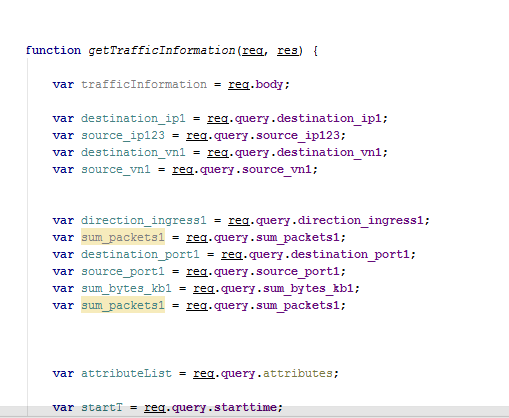 function getTrafficInformation(req, res) {
var trafficInformation = req.body;
var destination_ip1 = req.query.destination_ip1;
var source_ip123 = req.query.source_ip123;
var destination_vn1 = req.query.destination_vn1;
var source_vn1 = req.query.source_vn1;
var direction_ingress1 = req.query.direction_ingress1;
var sum_packets1 = req.query.sum_packets1;
var destination_port1 = req.query.destination_port1;
var source_port1 = req.query.source_port1;
var sum_bytes_kb1 = req.query.sum_bytes_kb1;
var sum_packets1 = req.query.sum_packets1;
var attributeList = req.query.attributes;
var startT = req.query.starttime;